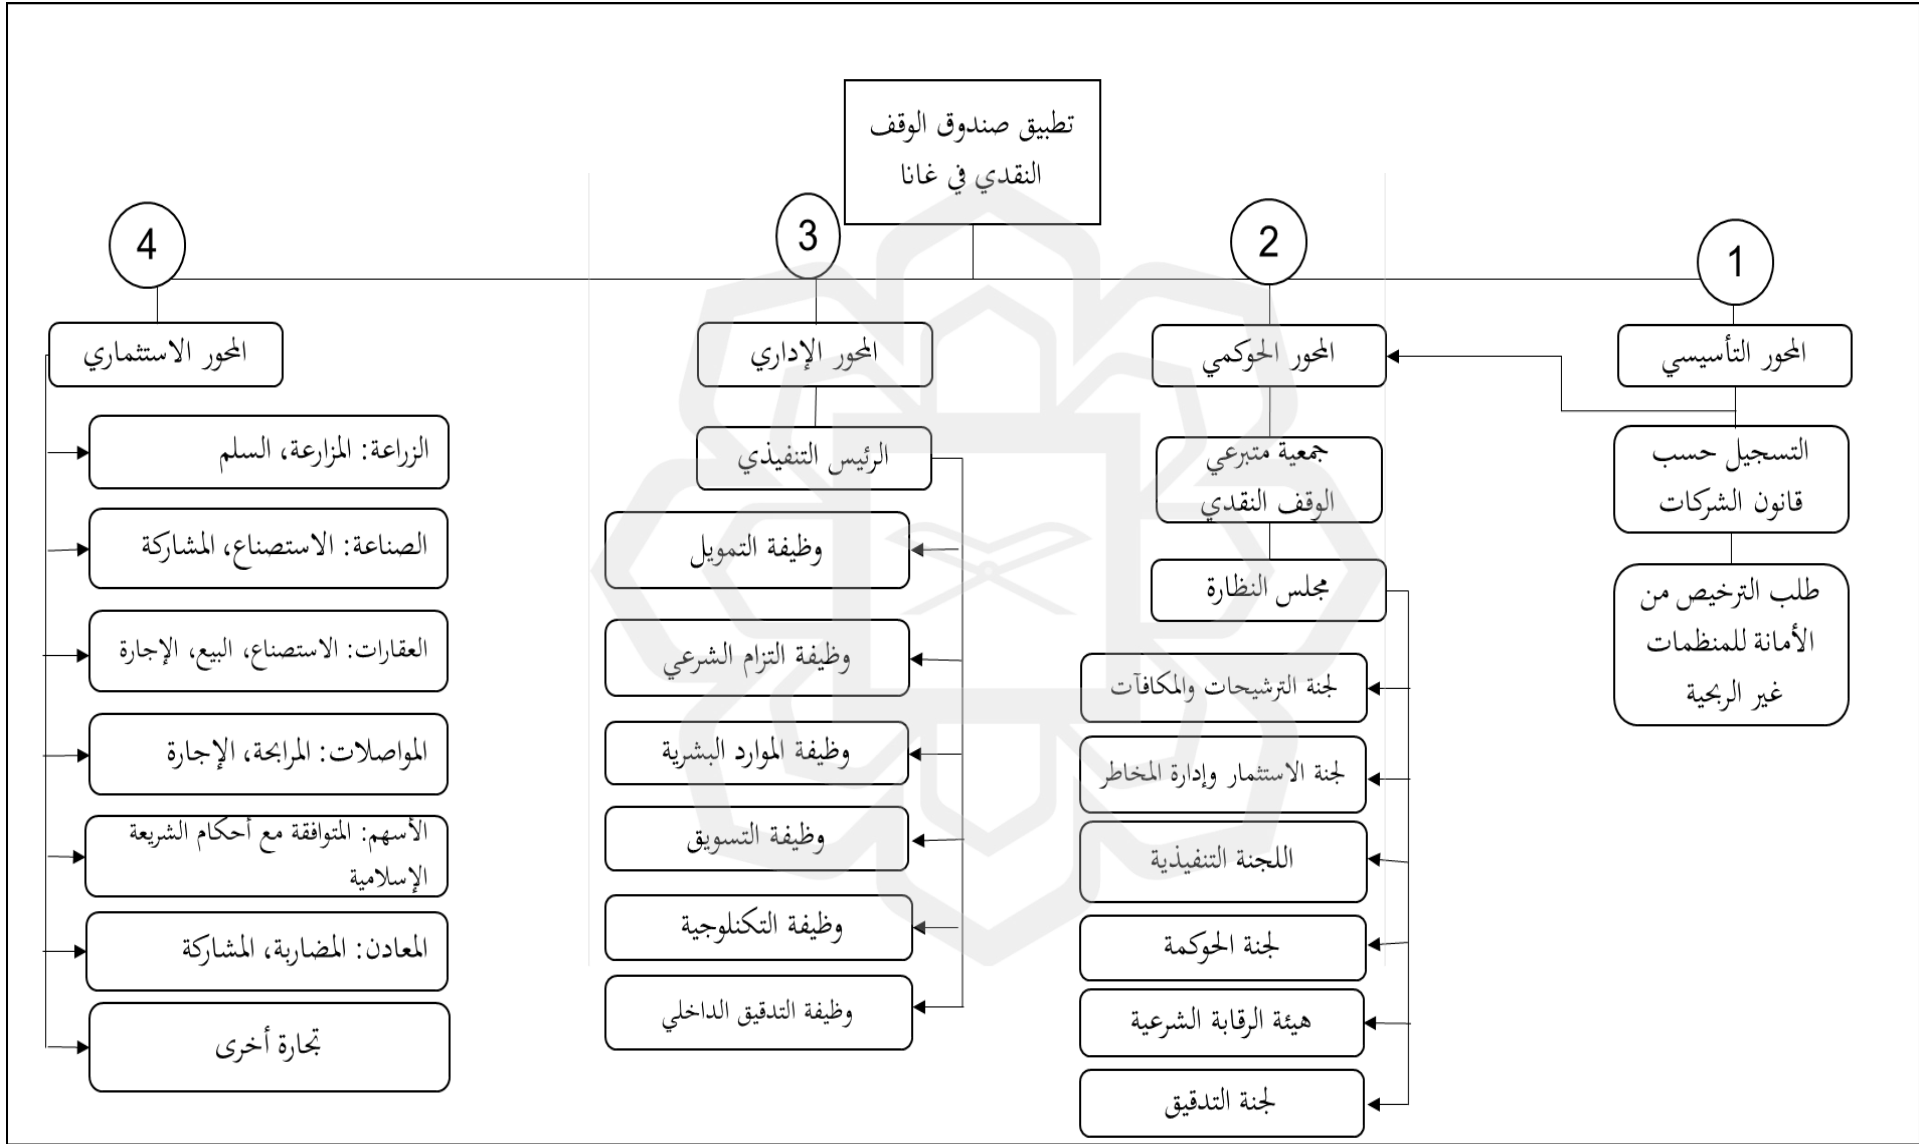 تطبيق صندوق الوقف
النقدي في غانا
1
المحور التأسيسي
التسجيل حسب
قانون الشركات
طلب الترخيص من
الأمانة للمنظمات
غير الربحية
2
المحور الحوكمي
جمعية متبرعي
الوقف النقدي
مجلس النظارة
لجنة الترشيحات والمكافآت
لجنة الاستثمار وإدارة المخاطر
اللجنة التنفيذية
لجنة الحوكمة
هيئة الرقابة الشرعية
لجنة التدقيق
3
المحور الإداري
الرئيس التنفيذي
وظيفة التمويل
وظيفة التزام الشرعي
وظيفة الموارد البشرية
وظيفة التسويق
وظيفة التكنلوجية
وظيفة التدقيق الداخلي
4
المحور الاستثماري
الزراعة: المزارعة، السلم
الصناعة: الاستصناع، المشاركة
العقارات: الاستصناع، البيع، الإجارة
المواصلات: المرابحة، الإجارة
الأسهم: المتوافقة مع أحكام الشريعة
الإسلامية
المعادن: المضاربة، المشاركة
تجارة أخرى